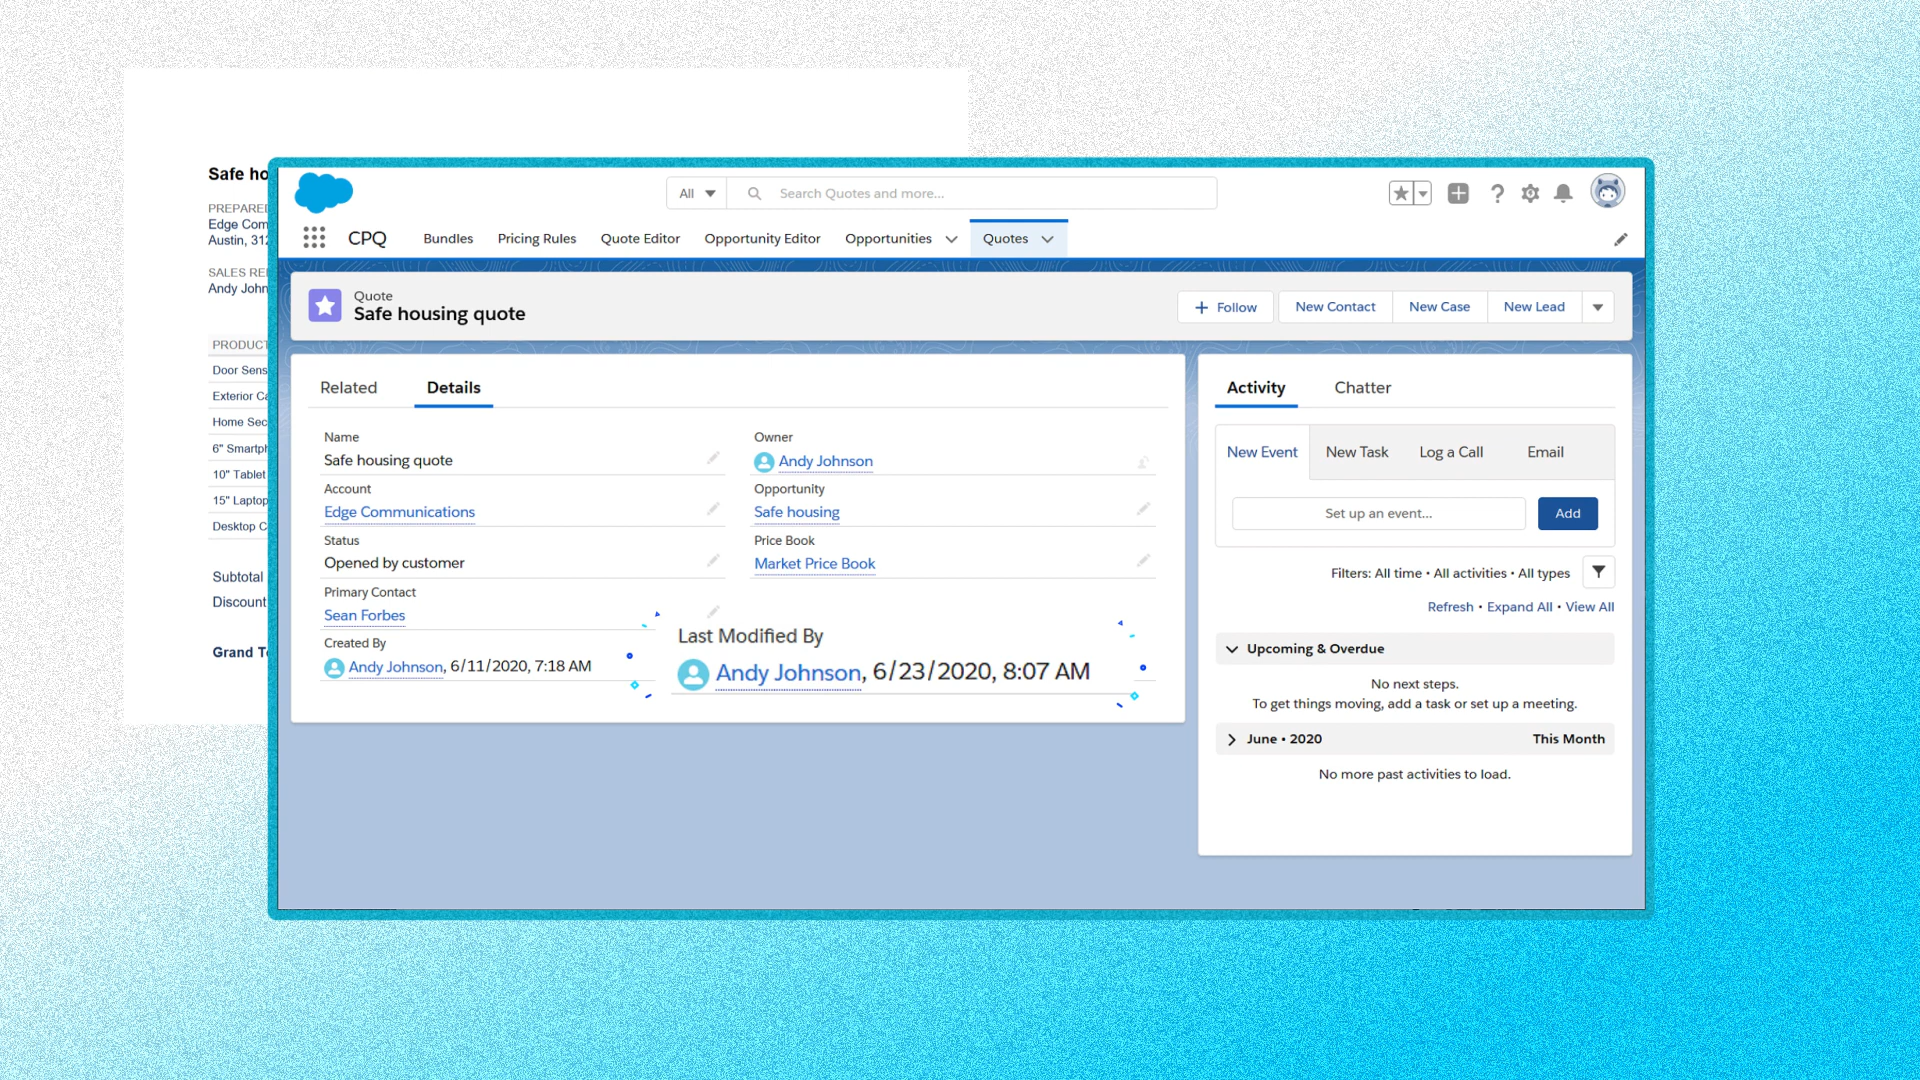 Safe ho
PREPARED
Edge Com
Austin, 312
SALES RE
Andy John
PRODUCT
Door Sens
Exterior Ca
Home Sec
6" Smartph
10" Tablet
15" Laptop
Desktop C
Subtotal
Discount
Grand To
All
Search Quotes and more...
CPQ
Bundles
Pricing Rules
Quote Editor
Opportunity Editor
Opportunities
Quotes
Quote
Safe housing quote
+ Follow
New Contact
New Case
New Lead
Related
Details
Name
Safe housing quote
Account
Edge Communications
Status
Opened by customer
Primary Contact
Sean Forbes
Created By
Andy Johnson, 6/11/2020, 7:18 AM
Owner
Andy Johnson
Opportunity
Safe housing
Price Book
Market Price Book
Last Modified By
Andy Johnson, 6/23/2020, 8:07 AM
Activity
Chatter
New Event
New Task
Log a Call
Email
Set up an event...
Add
Filters: All time • All activities • All types
Refresh • Expand All • View All
Upcoming & Overdue
No next steps.
To get things moving, add a task or set up a meeting.
June • 2020
This Month
No more past activities to load.